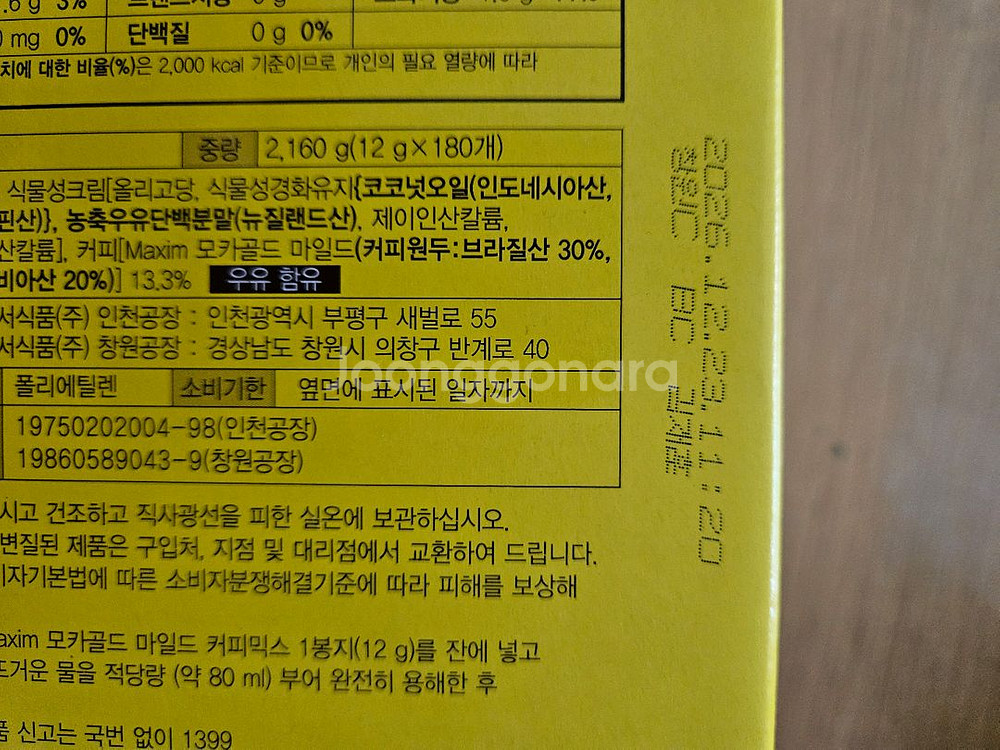 0 mg 0% 단백질 0 g 0%
치에 대한 비율(%)은 2,000 kcal 기준이므로 개인의 필요 열량에 따라
중량 2,160 g(12 g×180개)
식물성크림[올리고당, 식물성경화유지{코코넛오일(인도네시아산,
핀산)}, 농축우유단백분말(뉴질랜드산), 제이인산칼륨,
산칼륨], 커피[Maxim 모카골드 마일드(커피원두:브라질산 30%,
비아산 20%)] 13.3% 우유 함유
서식품(주) 인천공장 : 인천광역시 부평구 새벌로 55
서식품(주) 창원공장 : 경상남도 창원시 의창구 반계로 40
폴리에틸렌 소비기한 옆면에 표시된 일자까지
19750202004-98(인천공장)
19860589043-9(창원공장)
시고 건조하고 직사광선을 피한 실온에 보관하십시오.
변질된 제품은 구입처, 지점 및 대리점에서 교환하여 드립니다.
자기본법에 따른 소비자분쟁해결기준에 따라 피해를 보상해
axim 모카골드 마일드 커피믹스 1봉지(12 g)를 잔에 넣고
뜨거운 물을 적당량 (약 80 ml) 부어 완전히 용해한 후
품 신고는 국번 없이 1399
2026.12.23.11:20
창원C BC
joonggonara